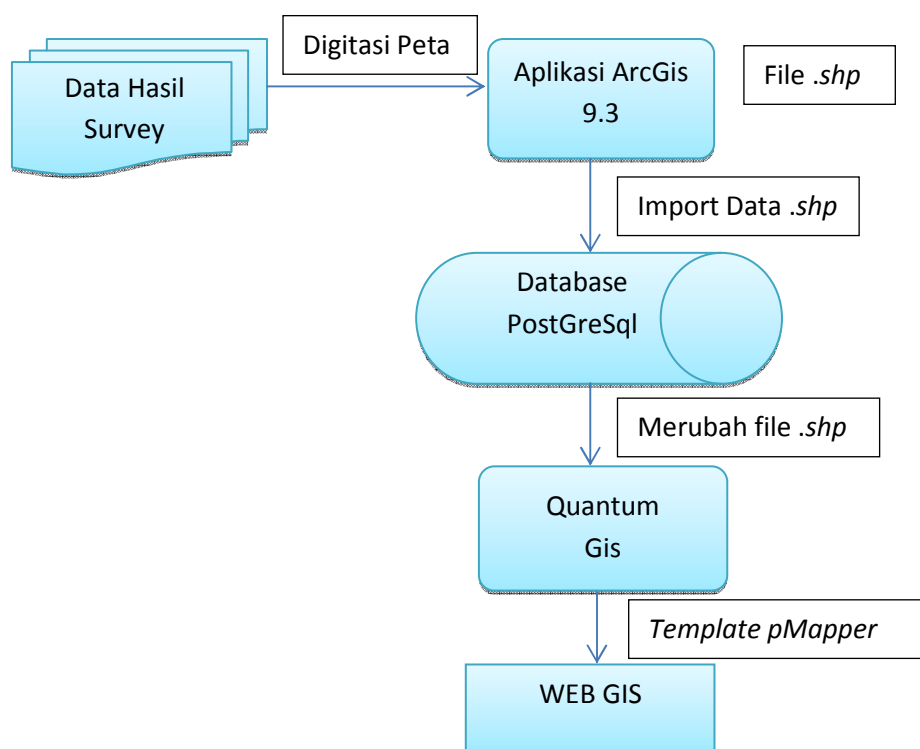 Digitasi Peta
Data Hasil
Survey
Aplikasi ArcGis
9.3
File .shp
Import Data .shp
Database
PostGreSql
Merubah file .shp
Quantum
Gis
Template pMapper
WEB GIS